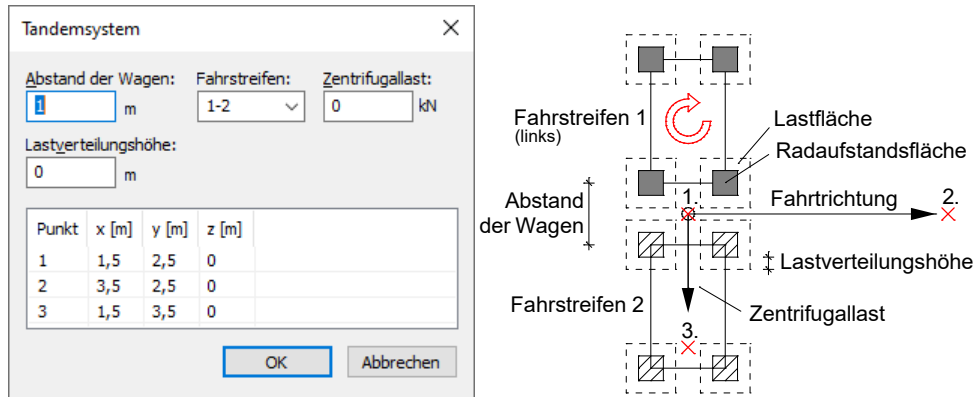 Tandemsystem
Abstand der Wagen: Fahrstreifen: Zentrifugallast:
1 m 1-2 0 kN
Lastverteilungshöhe:
0 m
Punkt x [m] y [m] z [m]
1 1,5 2,5 0
2 3,5 2,5 0
3 1,5 3,5 0
OK Abbrechen
Fahrstreifen 1
(links)
Lastfläche
Radaufstandsfläche
Abstand
der Wagen
1.
Fahrtrichtung
2.
Lastverteilungshöhe
Fahrstreifen 2
Zentrifugallast
3.